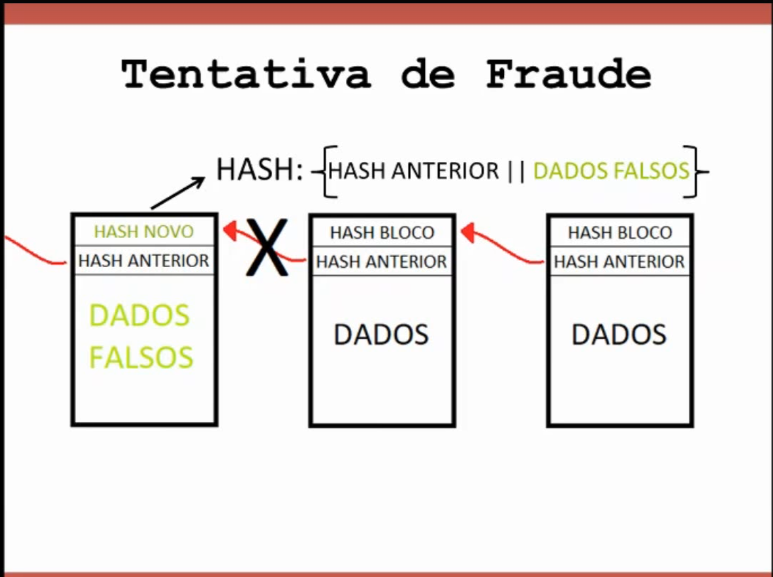 Tentativa de Fraude
HASH: {HASH ANTERIOR || DADOS FALSOS}
HASH NOVO
HASH ANTERIOR
DADOS
FALSOS
X
HASH BLOCO
HASH ANTERIOR
DADOS
HASH BLOCO
HASH ANTERIOR
DADOS